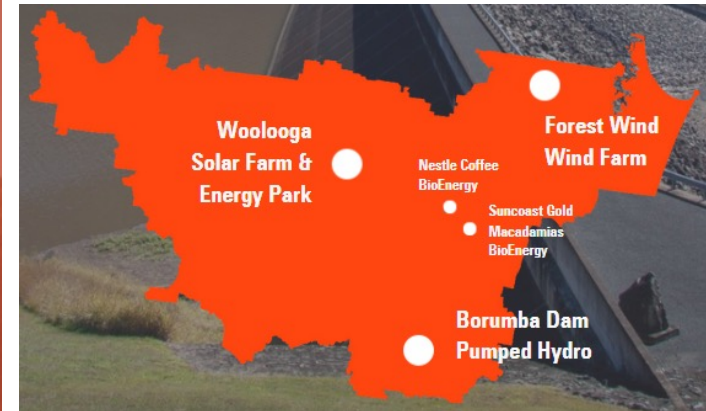 Woolooga
Solar Farm &
Energy Park
Forest Wind
Wind Farm
Nestle Coffee
BioEnergy
Suncoast Gold
Macadamias
BioEnergy
Borumba Dam
Pumped Hydro